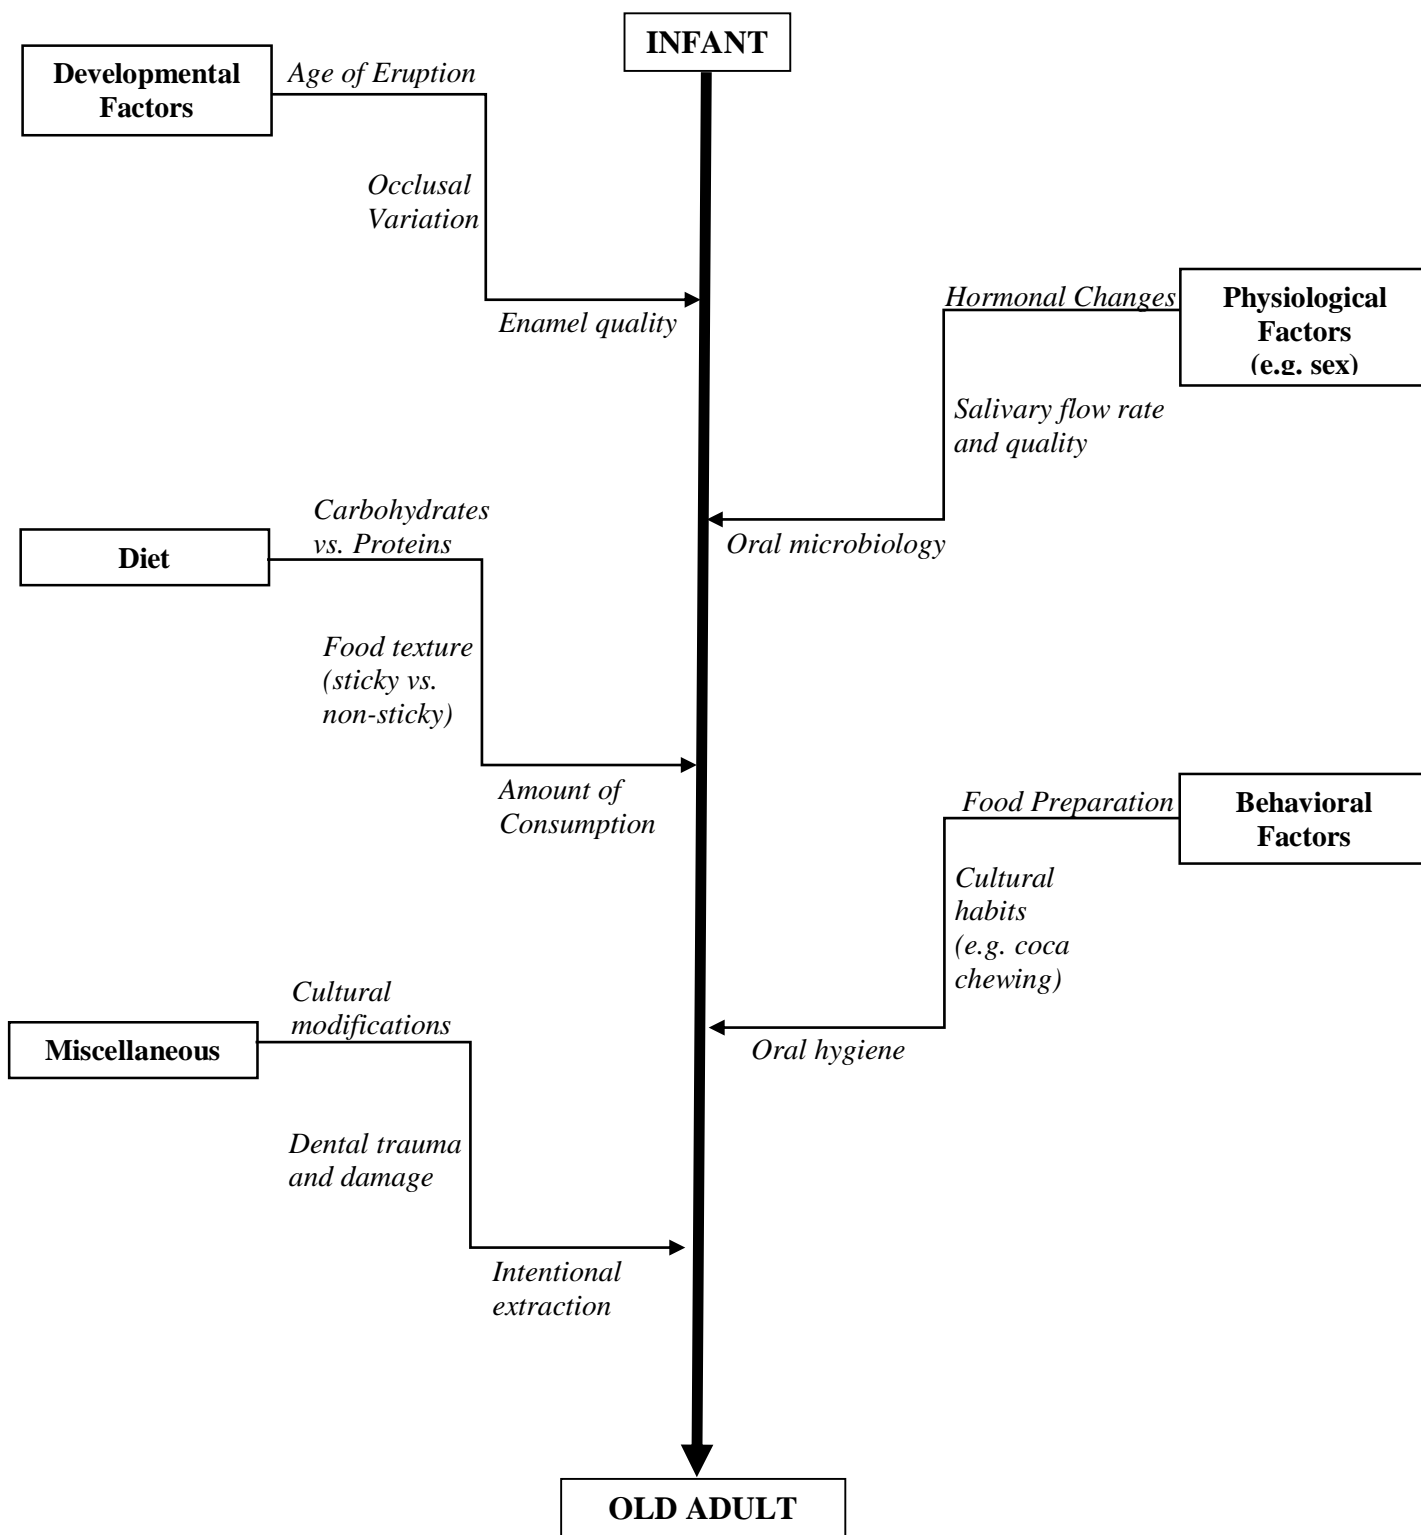 INFANT
Developmental
Factors
Age of Eruption
Occlusal
Variation
Enamel quality
Hormonal Changes
Physiological
Factors
(e.g. sex)
Salivary flow rate
and quality
Oral microbiology
Carbohydrates
vs. Proteins
Diet
Food texture
(sticky vs.
non-sticky)
Amount of
Consumption
Food Preparation
Behavioral
Factors
Cultural
habits
(e.g. coca
chewing)
Oral hygiene
Cultural
modifications
Miscellaneous
Dental trauma
and damage
Intentional
extraction
OLD ADULT